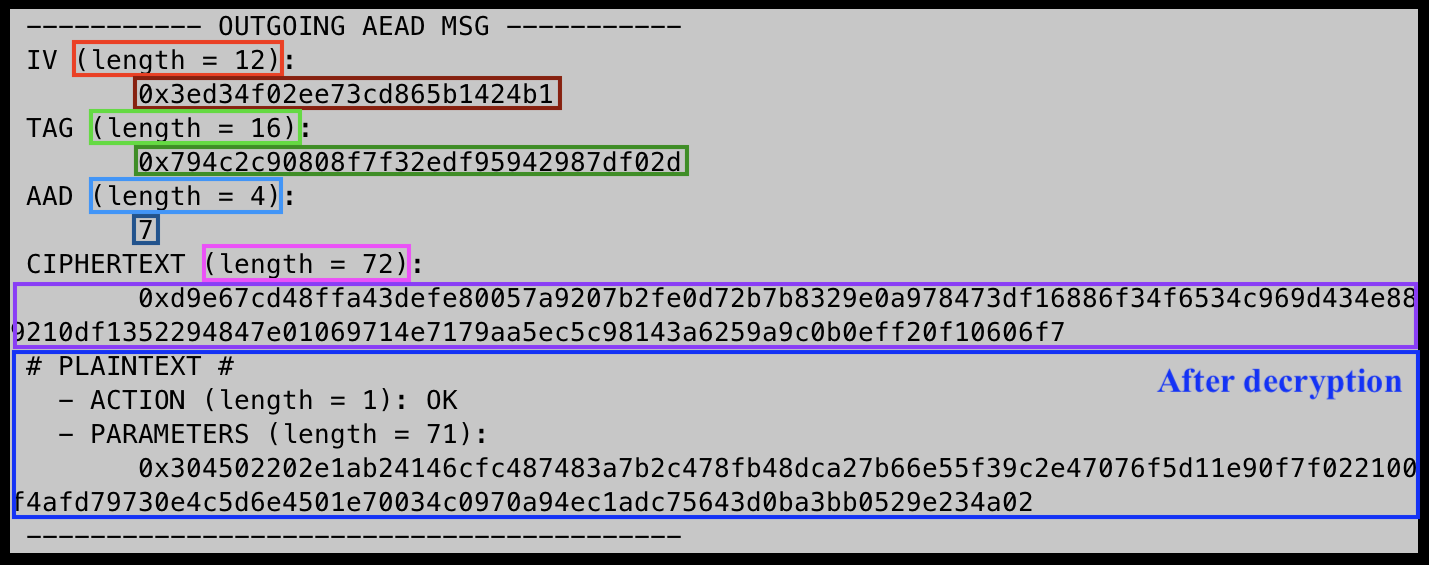 ----------- OUTGOING AEAD MSG -----------
IV (length = 12):
0x3ed34f02ee73cd865b1424b1
TAG (length = 16):
0x794c2c90808f7f32edf95942987df02d
AAD (length = 4):
7
CIPHERTEXT (length = 72):
0xd9e67cd48ffa43defe80057a9207b2fe0d72b7b8329e0a978473df16886f34f6534c969d434e88
9210df1352294847e01069714e7179aa5ec5c98143a6259a9c0b0eff20f10606f7
# PLAINTEXT #
After decryption
- ACTION (length = 1): OK
- PARAMETERS (length = 71):
0x304502202e1ab24146cfc487483a7b2c478fb48dca27b66e55f39c2e47076f5d11e90f7f022100
f4afd79730e4c5d6e4501e70034c0970a94ec1adc75643d0ba3bb0529e234a02
-----------------------------------------